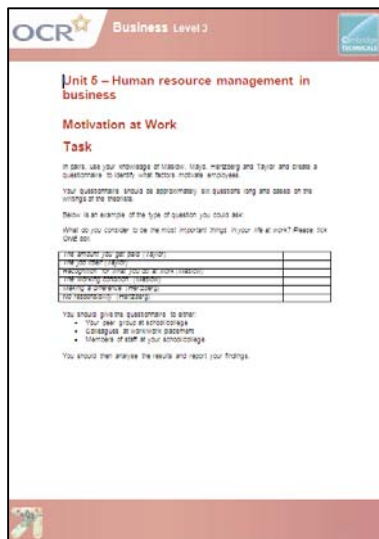 OCR Business Level 3
Cambridge
TECHNICALS
Unit 5 – Human resource management in
business
Motivation at Work
Task
In pairs, use your knowledge of Maslow, Mayo, Hertzberg and Taylor and create a
questionnaire to identify what factors motivate employees.
Your questionnaire should be approximately six questions long and based on the
writings of the theorists.
Below is an example of the type of question you could ask:
What do you consider to be the most important things in your life at work? Please tick
ONE box
The amount you get paid (Taylor)
The job itself (Taylor)
Recognition for what you do at work (Maslow)
The working condition (Maslow)
Making a difference (Hertzberg)
No responsibility (Hertzberg)
You should give the questionnaire to either:
• Your peer group at school/college
• Colleagues at work/work placement
• Members of staff at your school/college
You should then analyse the results and report your findings.